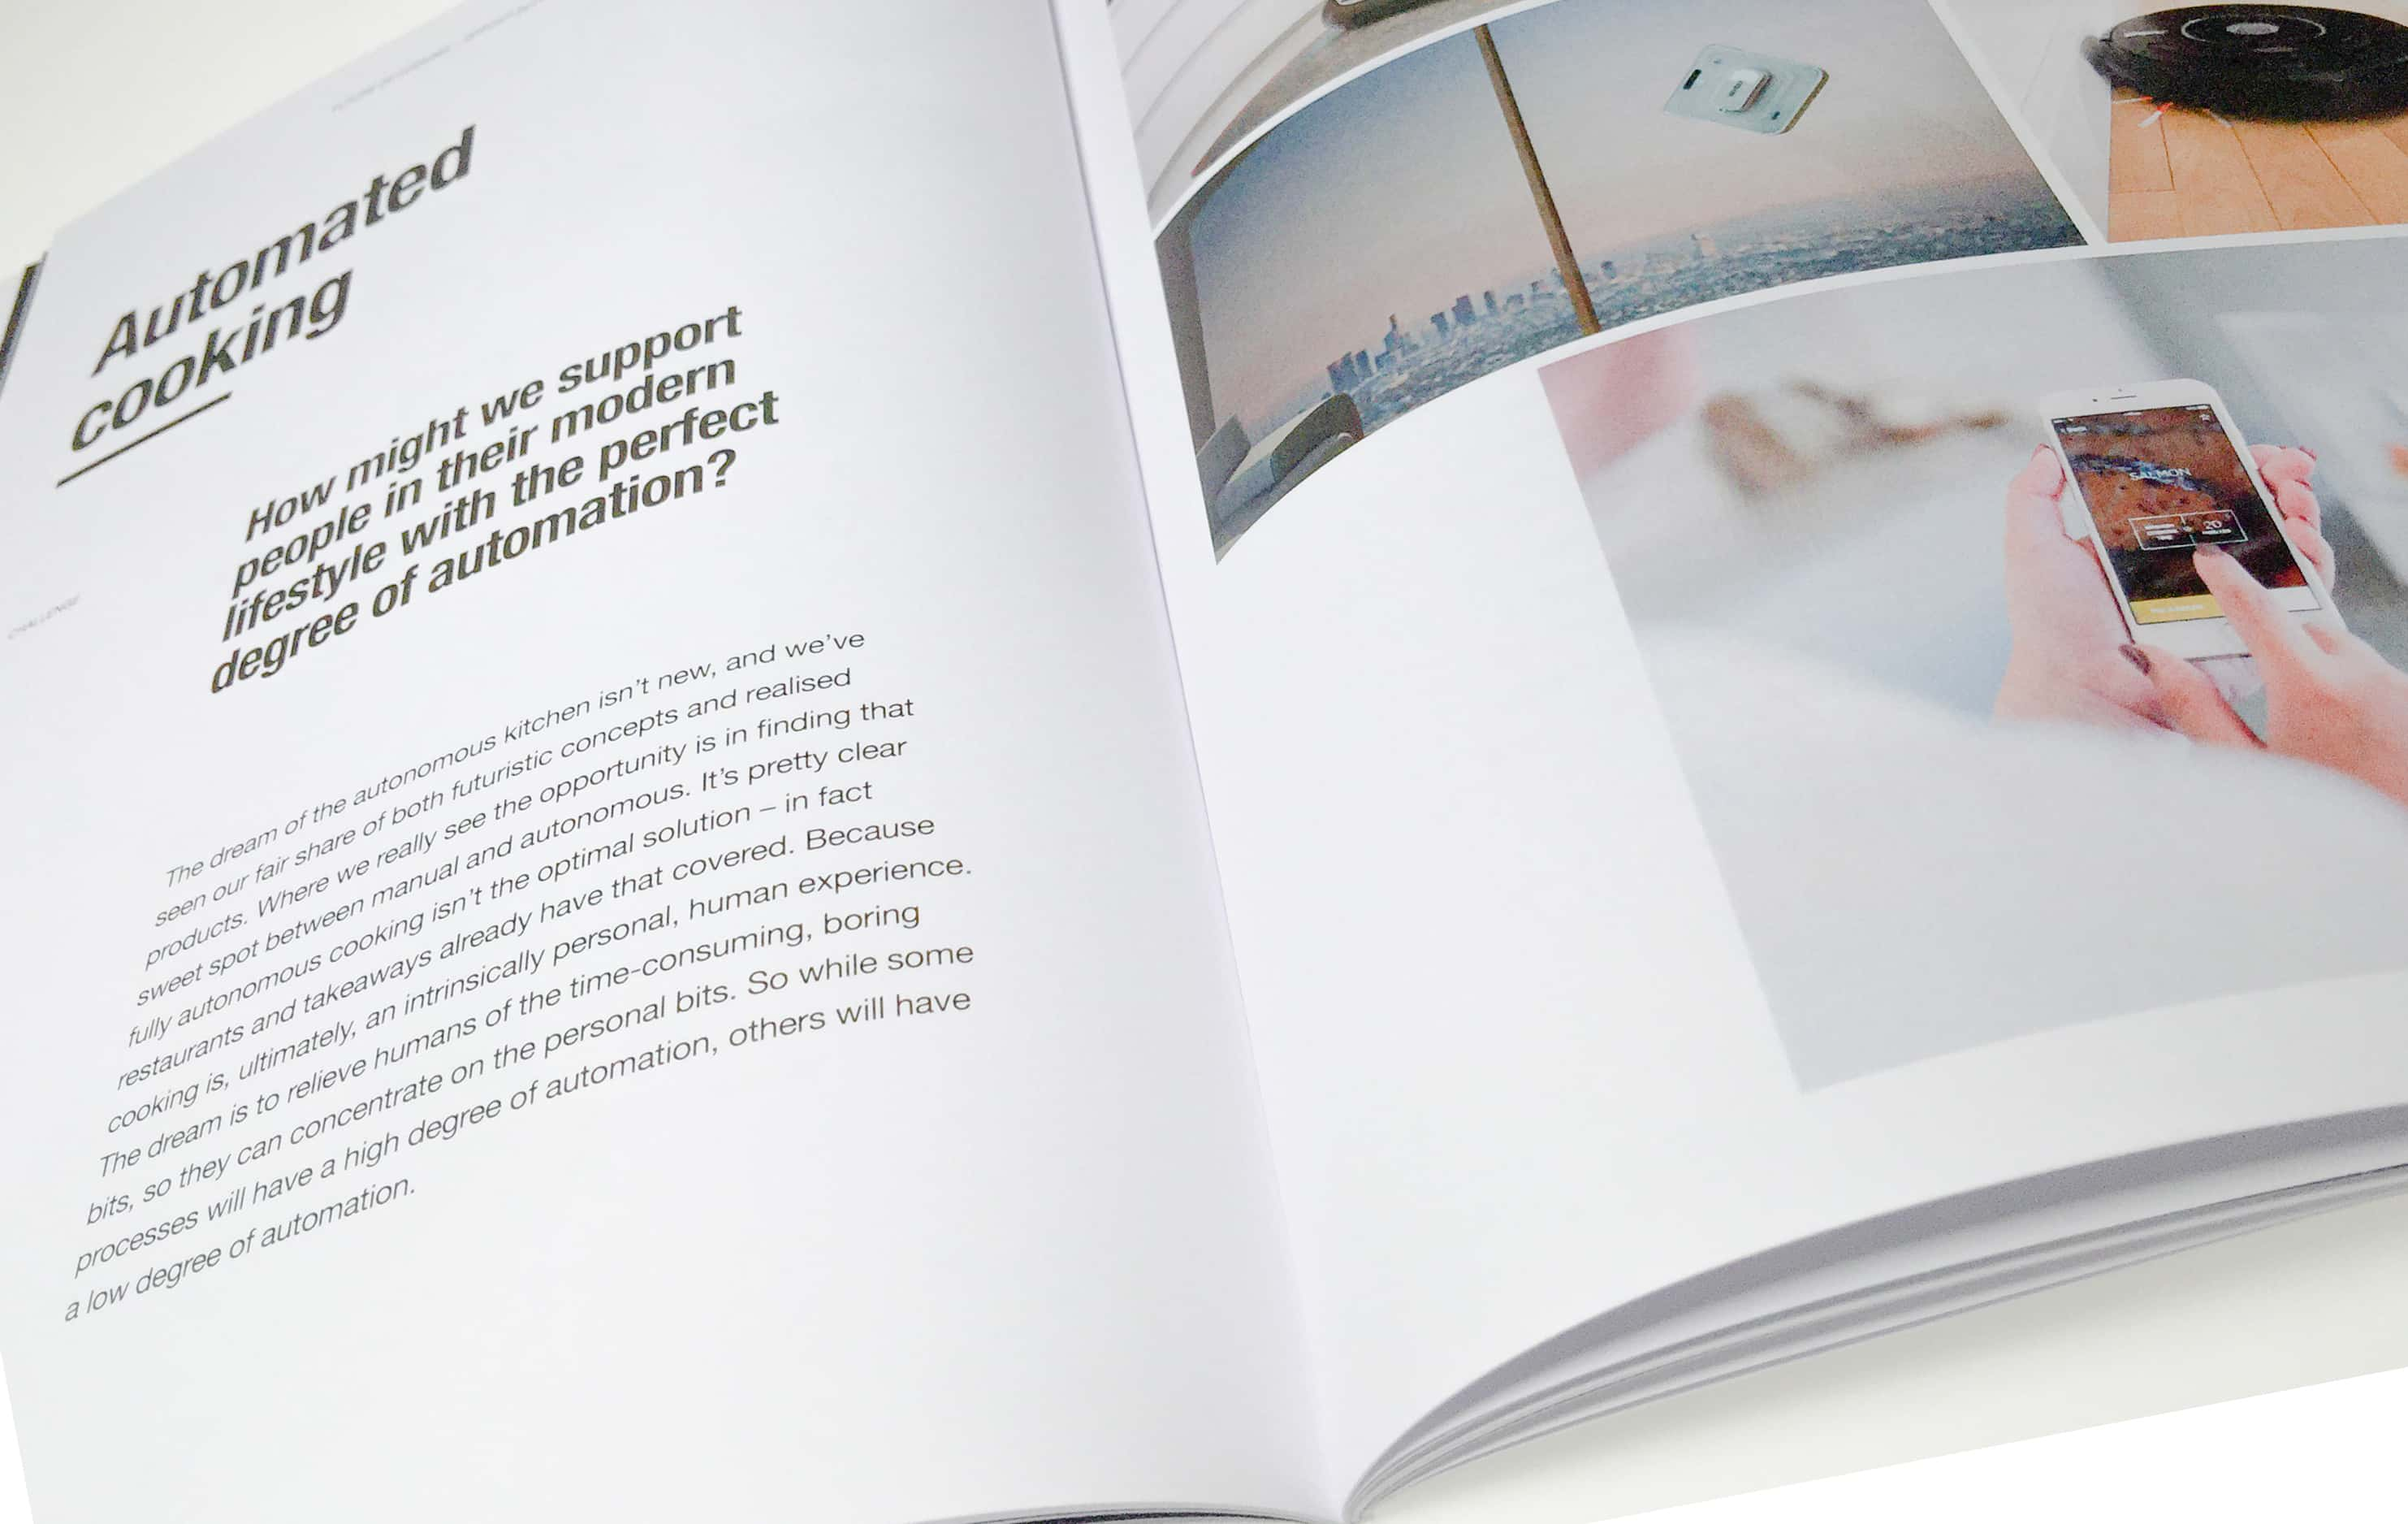 Automated
cooking
CHALLENGE
How might we support
people in their modern
lifestyle with the perfect
degree of automation?
The dream of the autonomous kitchen isn't new, and we've
seen our fair share of both futuristic concepts and realised
products. Where we really see the opportunity is in finding that
sweet spot between manual and autonomous. It's pretty clear
fully autonomous cooking isn't the optimal solution – in fact
restaurants and takeaways already have that covered. Because
cooking is, ultimately, an intrinsically personal, human experience.
The dream is to relieve humans of the time-consuming, boring
bits, so they can concentrate on the personal bits. So while some
processes will have a high degree of automation, others will have
a low degree of automation.
SALMON
20